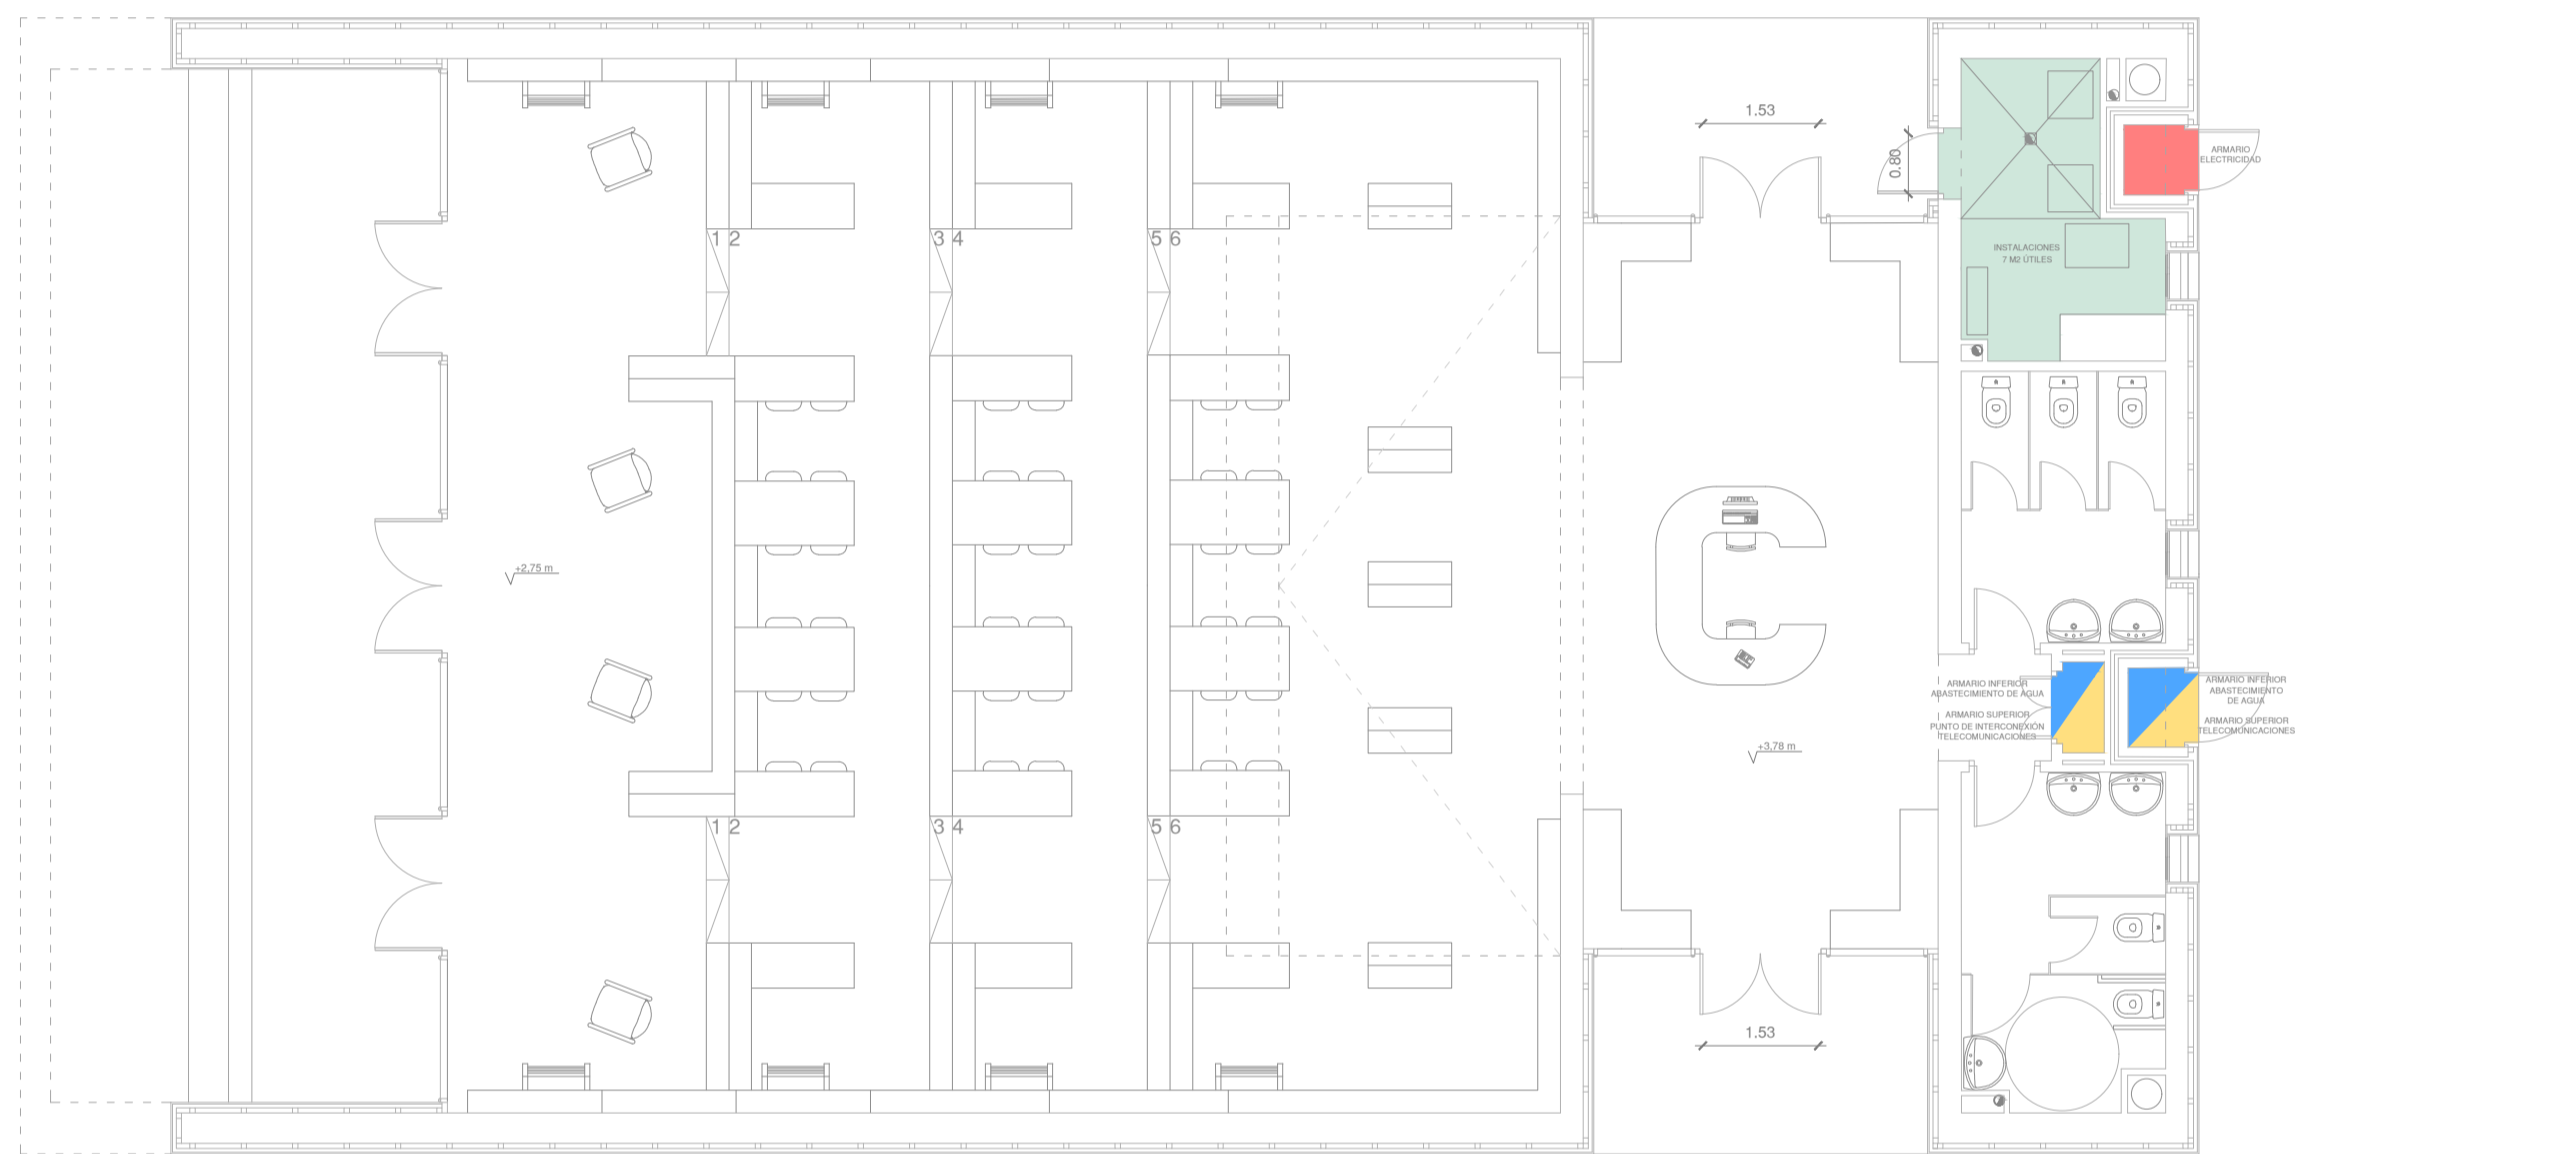 1.53
0.80
ARMARIO
ELECTRICIDAD
1 2
3 4
5 6
INSTALACIONES
7 M2 ÚTILES
+2,75 m
+3,78 m
ARMARIO INFERIOR
ABASTECIMIENTO DE AGUA
ARMARIO SUPERIOR
PUNTO DE INTERCONEXIÓN
TELECOMUNICACIONES
ARMARIO INFERIOR
ABASTECIMIENTO
DE AGUA
ARMARIO SUPERIOR
TELECOMUNICACIONES
1 2
3 4
5 6
1.53